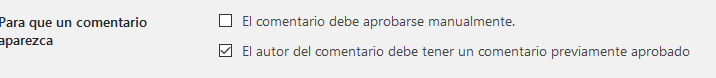 Para que un comentario
aparezca
El comentario debe aprobarse manualmente.
El autor del comentario debe tener un comentario previamente aprobado